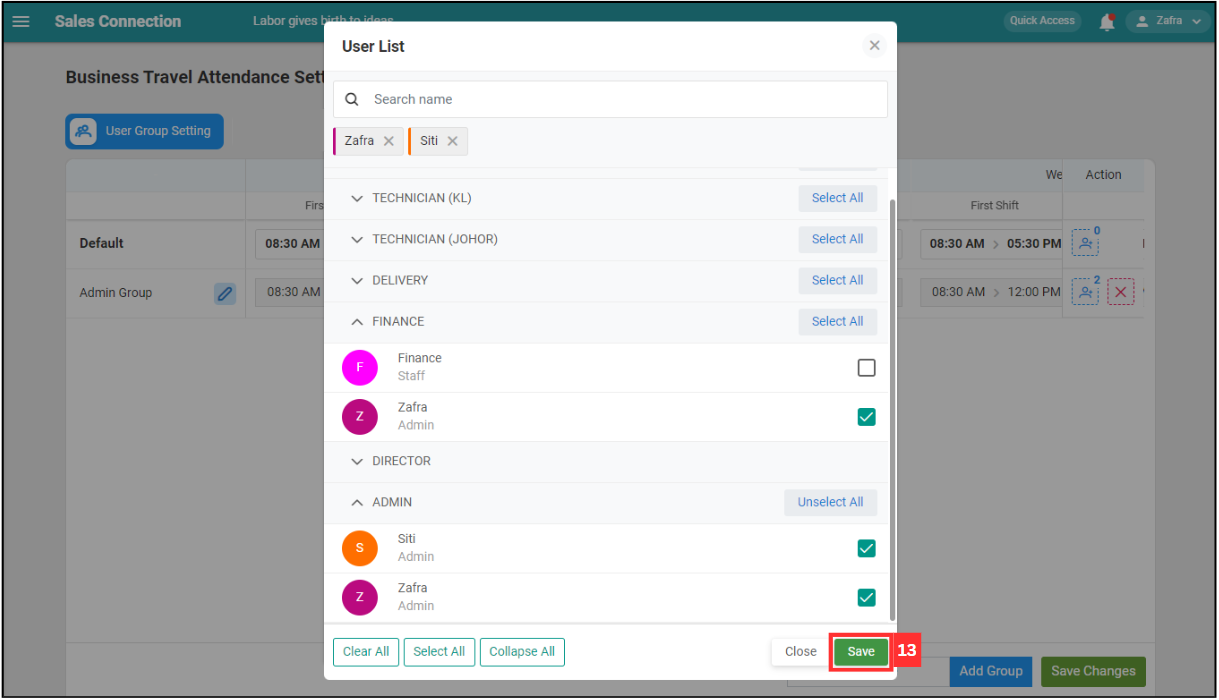 Sales Connection
Labor gives birth to ideas
Quick Access
Zafra
Business Travel Attendance Sett
User Group Setting
We
Action
Firs
First Shift
Default
08:30 AM
08:30 AM > 05:30 PM
0
Admin Group
08:30 AM
08:30 AM > 12:00 PM
2
User List
Search name
Zafra
Siti
TECHNICIAN (KL)
Select All
TECHNICIAN (JOHOR)
Select All
DELIVERY
Select All
FINANCE
Select All
F
Finance
Staff
Z
Zafra
Admin
DIRECTOR
ADMIN
Unselect All
S
Siti
Admin
Z
Zafra
Admin
Clear All
Select All
Collapse All
Close
Save
13
Add Group
Save Changes